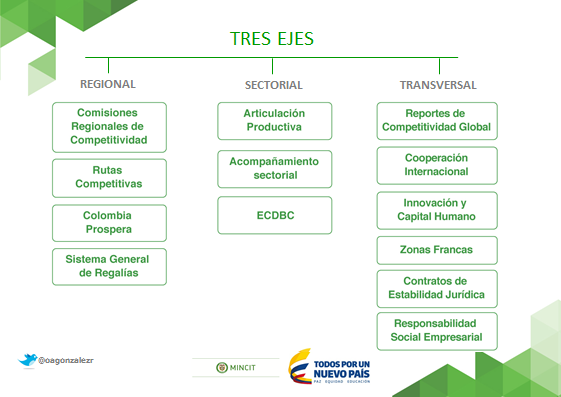 TRES EJES
REGIONAL
Comisiones
Regionales de
Competitividad
Rutas
Competitivas
Colombia
Prospera
Sistema General
de Regalías
SECTORIAL
Articulación
Productiva
Acompañamiento
sectorial
ECDBC
TRANSVERSAL
Reportes de
Competitividad Global
Cooperación
Internacional
Innovación y
Capital Humano
Zonas Francas
Contratos de
Estabilidad Jurídica
Responsabilidad
Social Empresarial
@oagonzalezr
MINCIT
TODOS POR UN
NUEVO PAÍS
PAZ EQUIDAD EDUCACIÓN